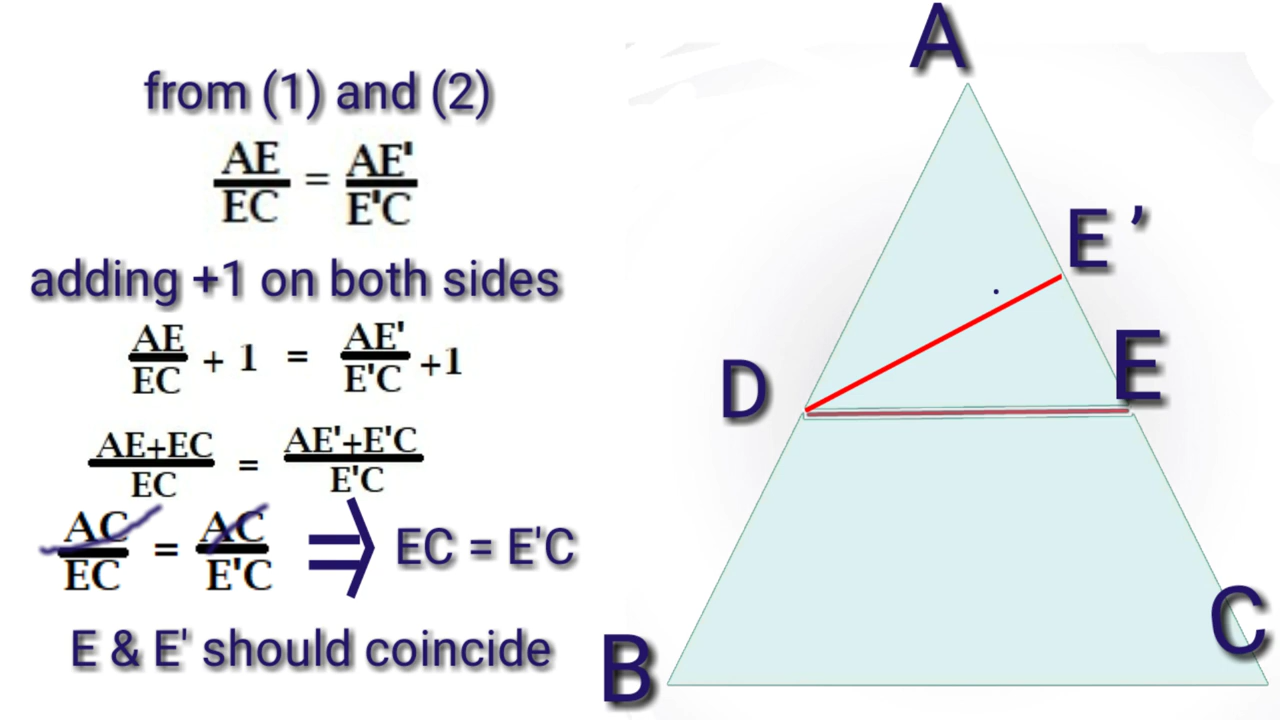 from (1) and (2)
AE/EC = AE'/E'C
adding +1 on both sides
AE/EC + 1 = AE'/E'C +1
AE+EC/EC = AE'+E'C/E'C
AC/EC = AC/E'C ⇒ EC = E'C
E & E' should coincide
A
E’
D
E
B
C